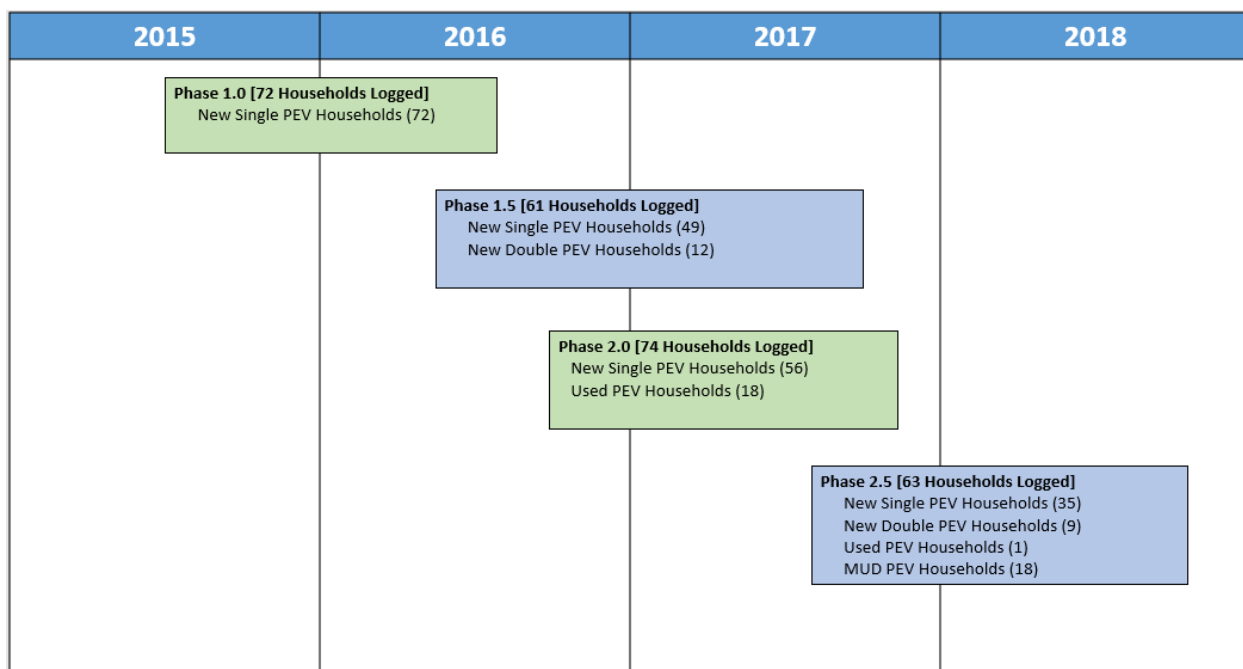 2015 2016 2017 2018
Phase 1.0 [72 Households Logged]
New Single PEV Households (72)
Phase 1.5 [61 Households Logged]
New Single PEV Households (49)
New Double PEV Households (12)
Phase 2.0 [74 Households Logged]
New Single PEV Households (56)
Used PEV Households (18)
Phase 2.5 [63 Households Logged]
New Single PEV Households (35)
New Double PEV Households (9)
Used PEV Households (1)
MUD PEV Households (18)